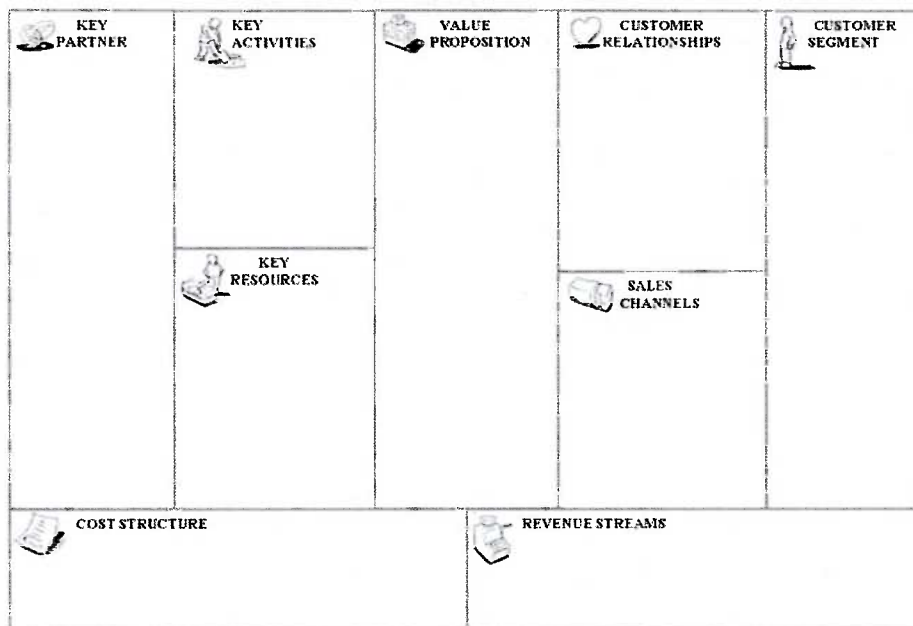 KEY
PARTNER
KEY
ACTIVITIES
VALUE
PROPOSITION
CUSTOMER
RELATIONSHIPS
CUSTOMER
SEGMENT
KEY
RESOURCES
SALES
CHANNELS
COST STRUCTURE
REVENUE STREAMS